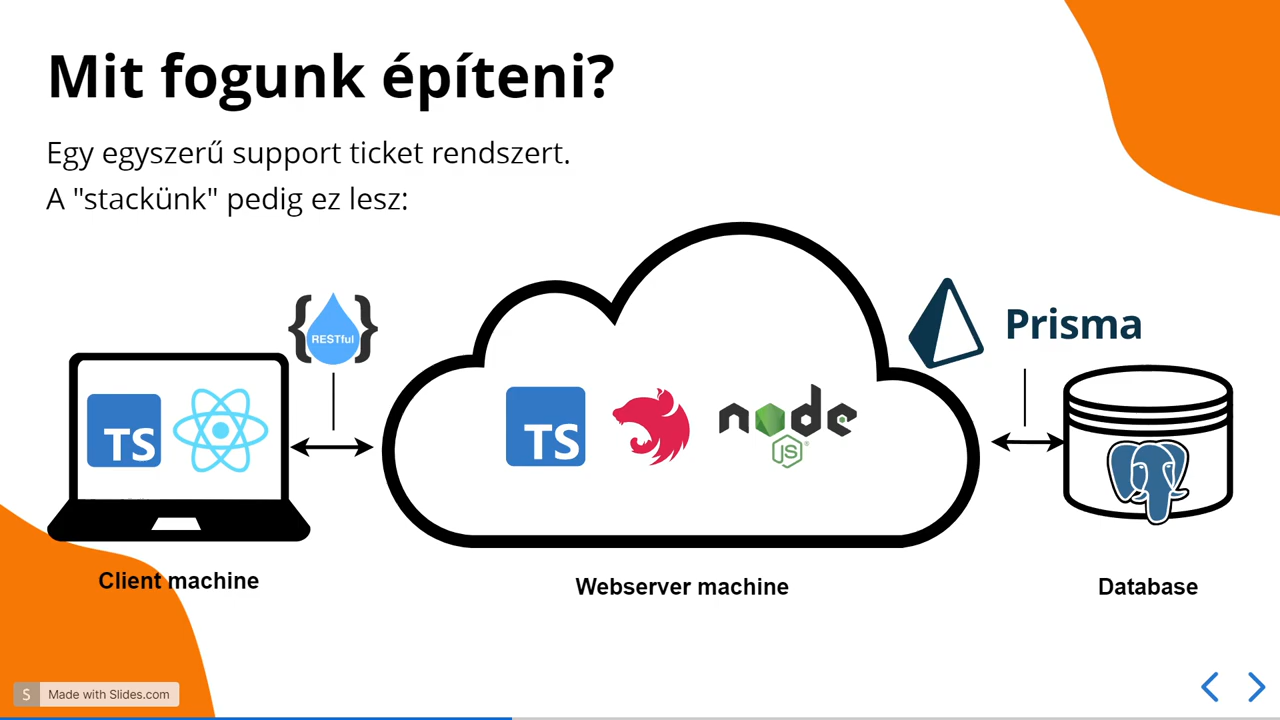 Mit fogunk építeni?
Egy egyszerű support ticket rendszert.
A "stackünk" pedig ez lesz:
{RESTful}
Prisma
TS
TS
node
JS
Client machine
Webserver machine
Database
S Made with Slides.com